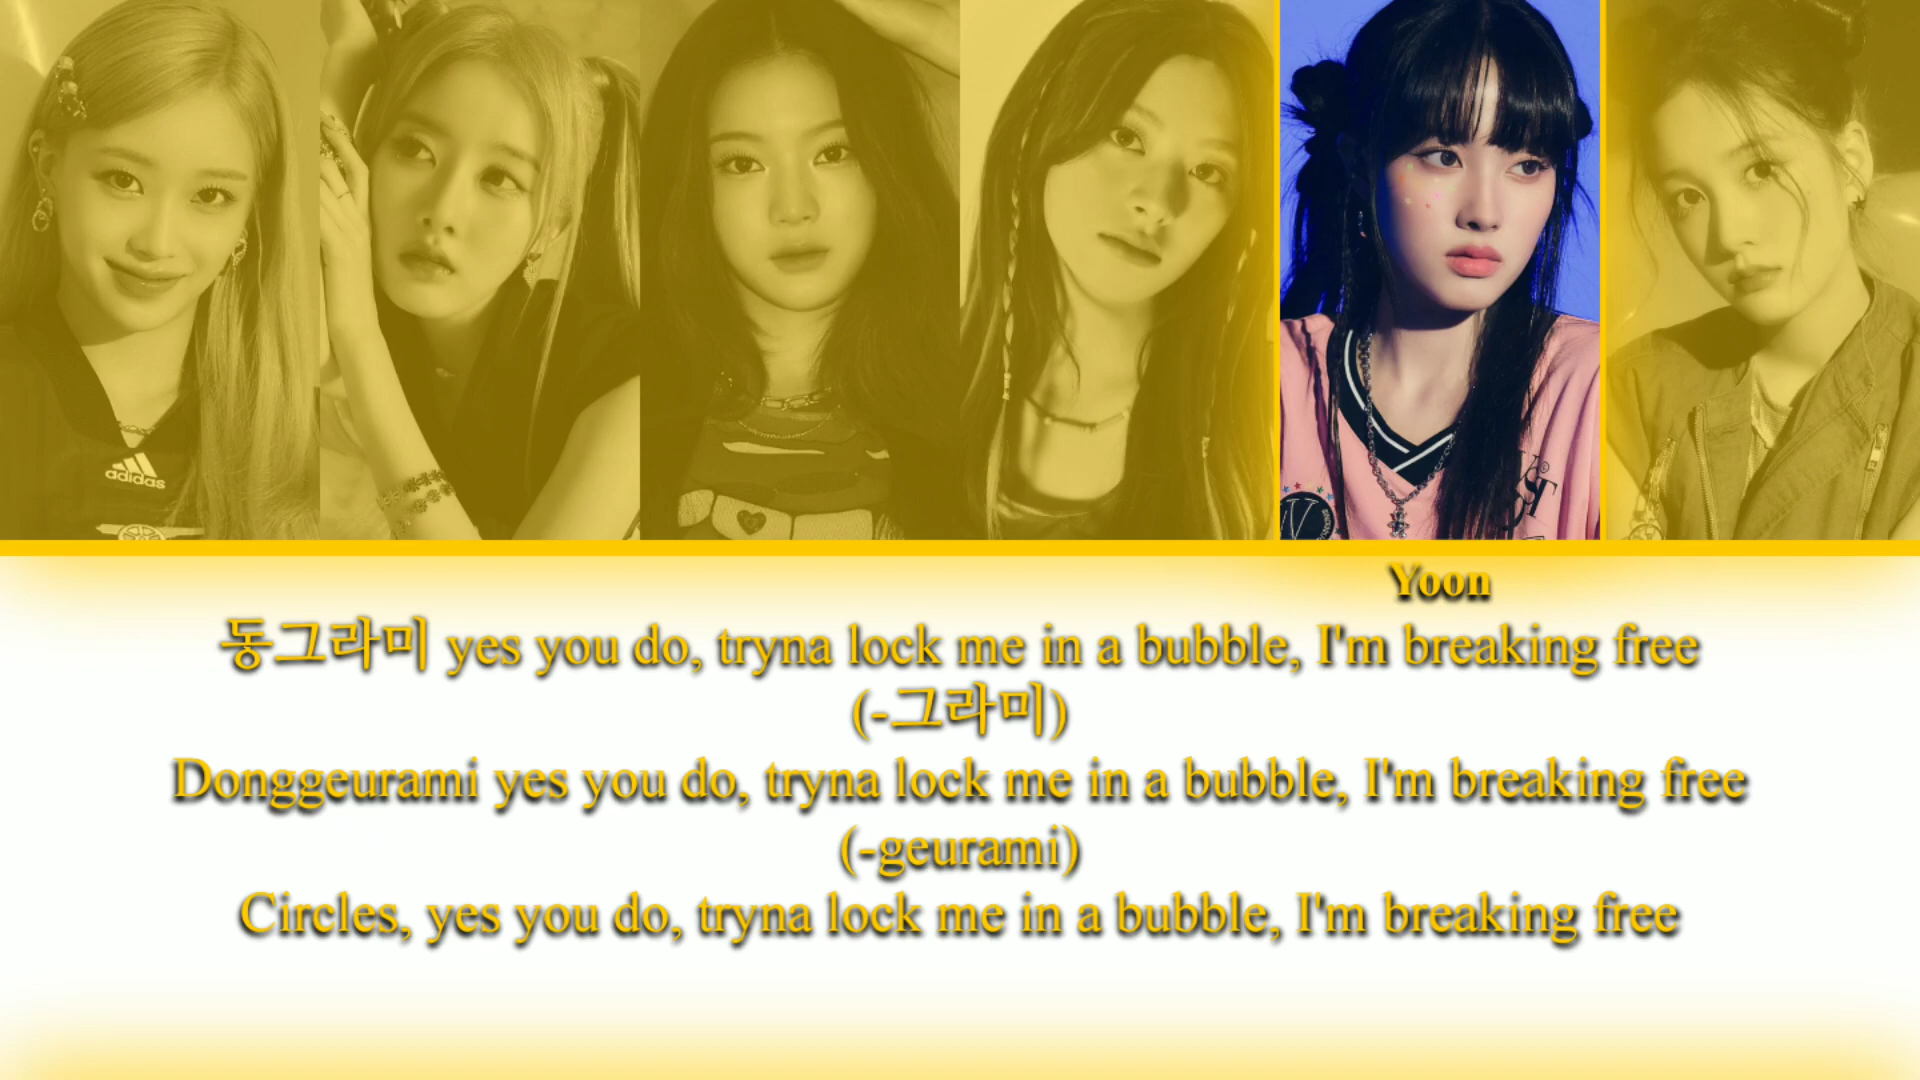 adidas
Yoon
동그라미 yes you do, tryna lock me in a bubble, I'm breaking free
(-그라미)
Donggeurami yes you do, tryna lock me in a bubble, I'm breaking free
(-geurami)
Circles, yes you do, tryna lock me in a bubble, I'm breaking free